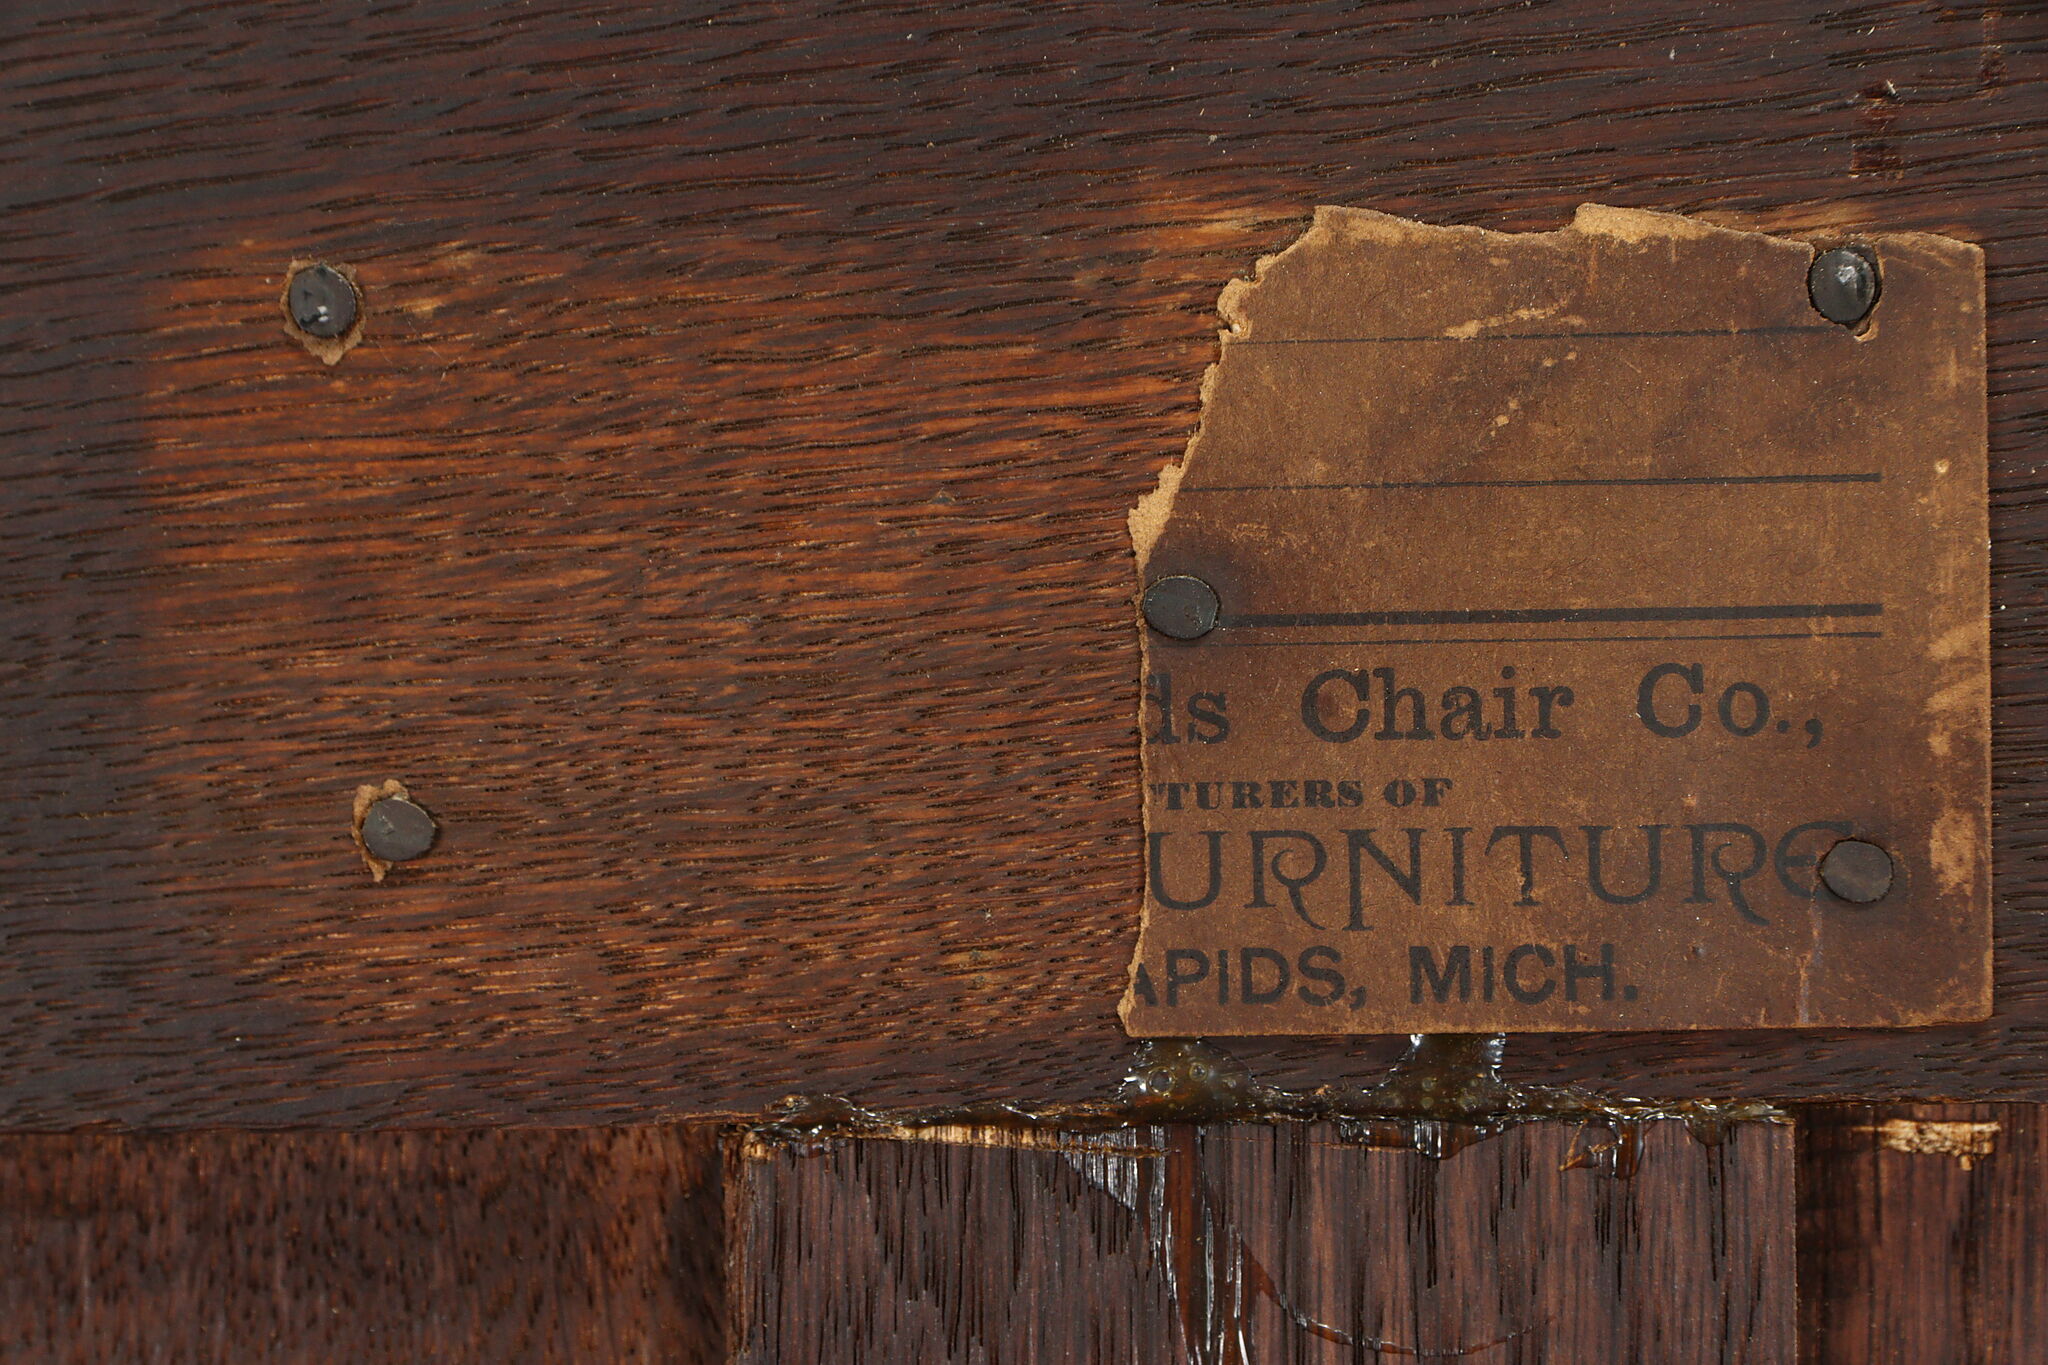 ds Chair Co.,
TURERS OF
URNITURE
APIDS, MICH.